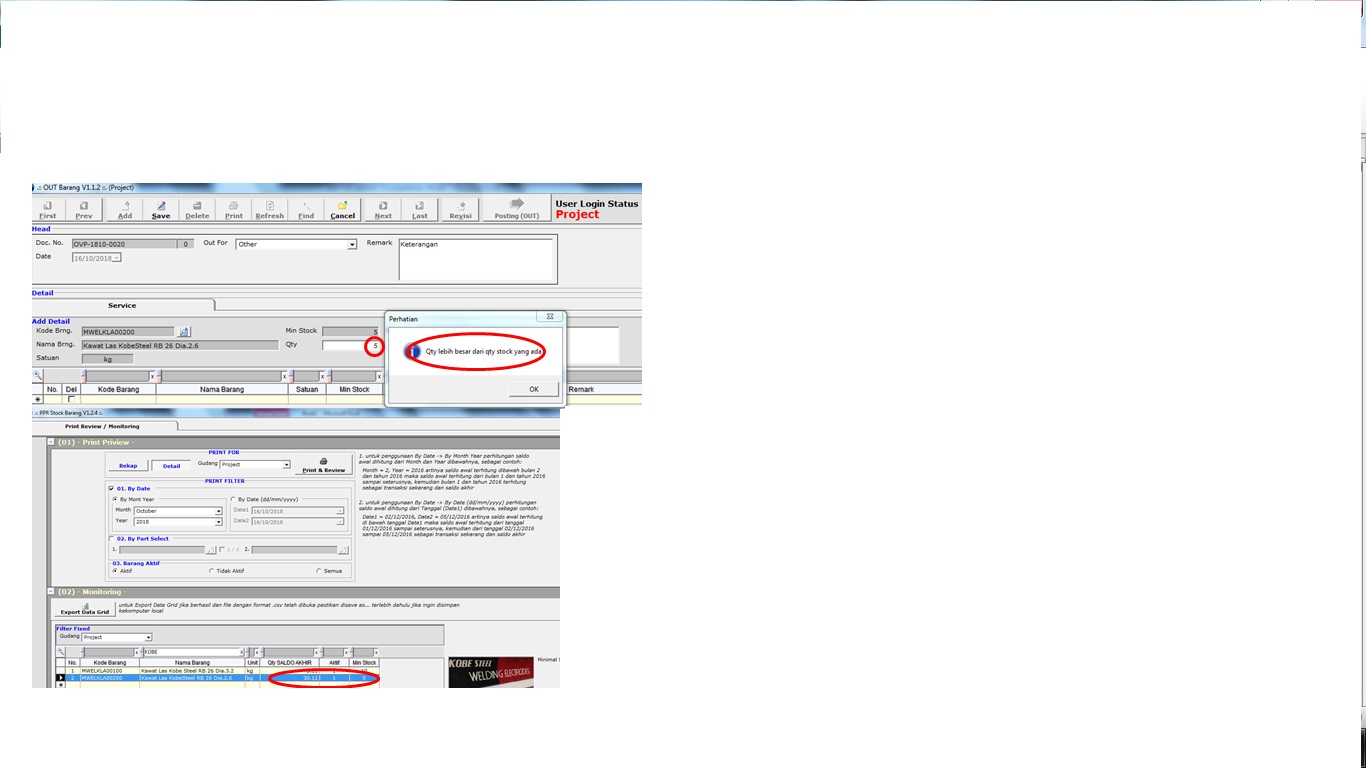 .:: OUT Barang V1.1.2 ::. (Project)
First Prev Add Save Delete Print Refresh Find Cancel Next Last Revisi Posting (OUT)
User Login Status
Project
Head
Doc. No. OVP-1810-0020 0 Out For Other Remark Keterangan
Date 16/10/2018
Detail
Service
Add Detail
Kode Brng. MWELKLA00200 Min Stock 5
Nama Brng. Kawat Las KobeSteel RB 26 Dia.2.6 Qty 5
Satuan kg
Perhatian
Qty lebih besar dari qty stock yang ada
OK
No. Del Kode Barang Nama Barang Satuan Min Stock Remark
.:: PPR Stock Barang V.1.2.4 ::.
Print Review / Monitoring
(01) - Print Priview -
PRINT FOR
Rekap Detail Gudang Project Print & Review
PRINT FILTER
01. By Date
By Mont Year By Date (dd/mm/yyyy)
Month October Date1 16/10/2018
Year 2018 Date2 16/10/2018
02. By Part Select
1. s / d 2.
03. Barang Aktif
Aktif Tidak Aktif Semua
1. untuk penggunaan By Date -> By Month Year perhitungan saldo
awal dihitung dari Month dan Year dibawahnya, sebagai contoh:
Month = 2, Year = 2016 artinya saldo awal terhitung dibawah bulan 2
dan tahun 2016 maka saldo awal terhitung dari bulan 1 dan tahun 2016
sampai seterusnya, kemudian bulan 1 dan tahun 2016 terhitung
sebagai transaksi sekarang dan saldo akhir
2. untuk penggunaan By Date -> By Date (dd/mm/yyyy) perhitungan
saldo awal dihitung dari Tanggal (Date1) dibawahnya, sebagai contoh:
Date1 = 02/12/2016, Date2 = 05/12/2016 artinya saldo awal terhitung
di bawah tenggal Date1 maka saldo awal terhitung dari tanggal
01/12/2016 sampai seterusnya, kemudian dari tanggal 02/12/2016
sampai 05/12/2016 sebagai transaksi sekarang dan saldo akhir
(02) - Monitoring -
Export Data Grid
untuk Export Data Grid jika berhasil dan file dengan format .csv telah dibuka pastikan disave as... terlebih dahulu jika ingin disimpan
kekomputer local
Filter Fixed
Gudang Project
KOBE
No. Kode Barang Nama Barang Unit Qty SALDO AKHIR Aktif Min Stock
1 MWELKLA00100 Kawat Las Kobe Steel RB 26 Dia.3.2 kg
2 MWELKLA00200 Kawat Las KobeSteel RB 26 Dia.2.6 kg 30.12 1
KOBE STEEL
WELDING ELECTRODES
Minimal